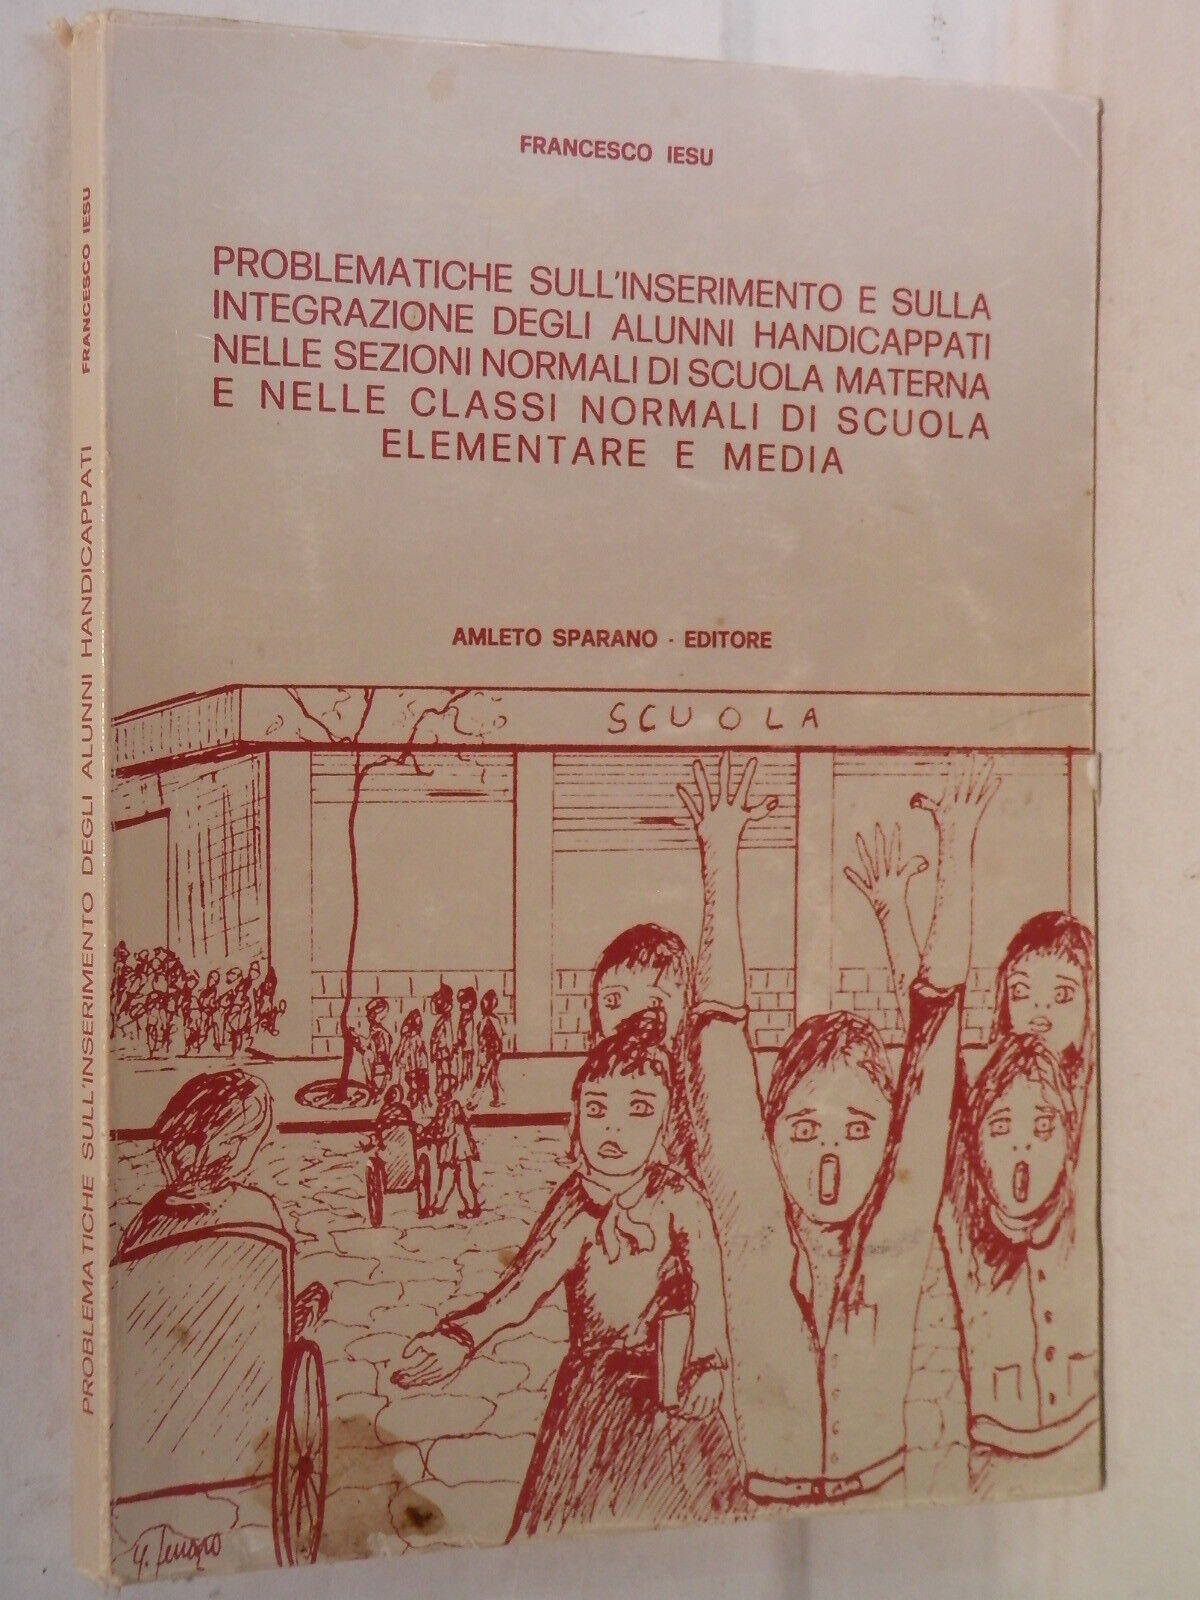 FRANCESCO IESU
PROBLEMATICHE SULL'INSERIMENTO E SULLA
INTEGRAZIONE DEGLI ALUNNI HANDICAPPATI
NELLE SEZIONI NORMALI DI SCUOLA MATERNA
E NELLE CLASSI NORMALI DI SCUOLA
ELEMENTARE E MEDIA
AMLETO SPARANO - EDITORE
SCUOLA
PROBLEMATICHE SULL'INSERIMENTO DEGLI ALUNNI HANDICAPPATI FRANCESCO IESU